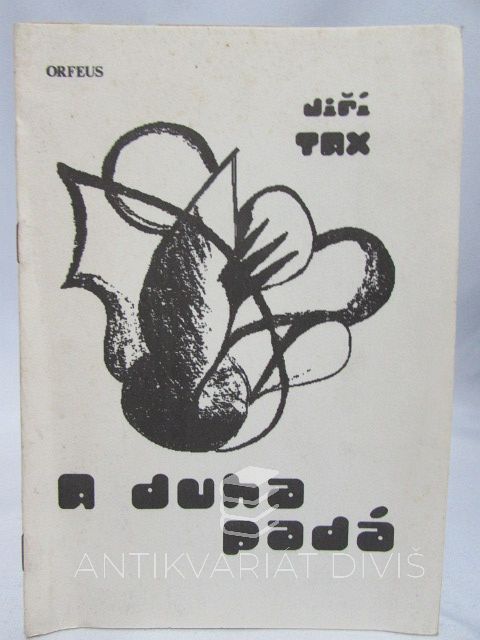 ORFEUS
Jiří
TAX
A duha
padá
ANTIKVARIÁT DIVIŠ